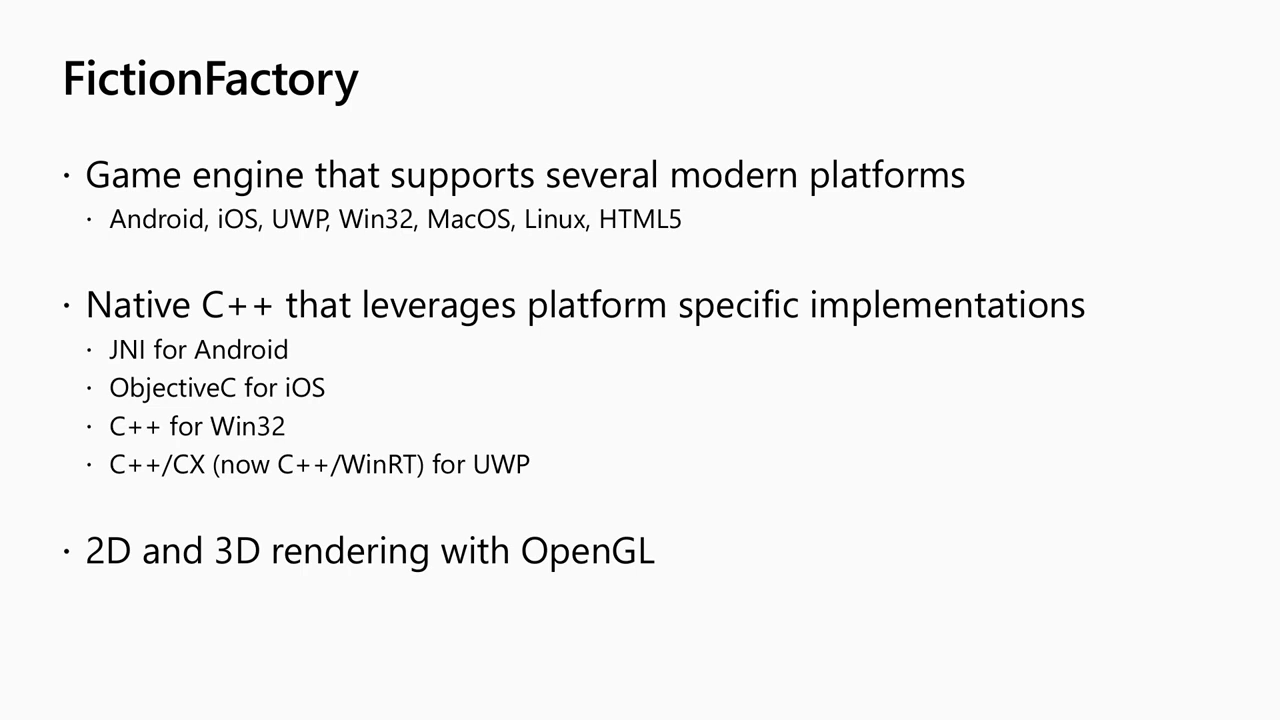 FictionFactory
· Game engine that supports several modern platforms
· Android, iOS, UWP, Win32, MacOS, Linux, HTML5
· Native C++ that leverages platform specific implementations
· JNI for Android
· ObjectiveC for iOS
· C++ for Win32
· C++/CX (now C++/WinRT) for UWP
· 2D and 3D rendering with OpenGL